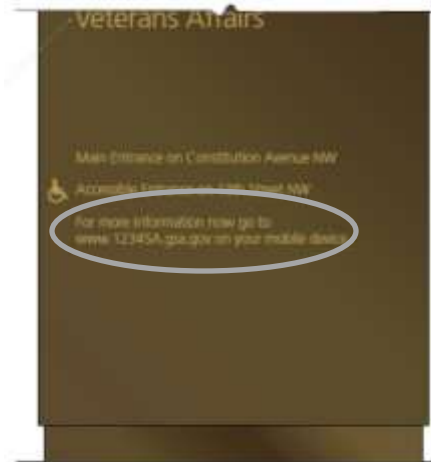 Veterans Affairs
Main Entrance on Constitution Avenue NW
Accessible Entrance on NW
For more information now go to
www.12345A.gsa.gov on your mobile device